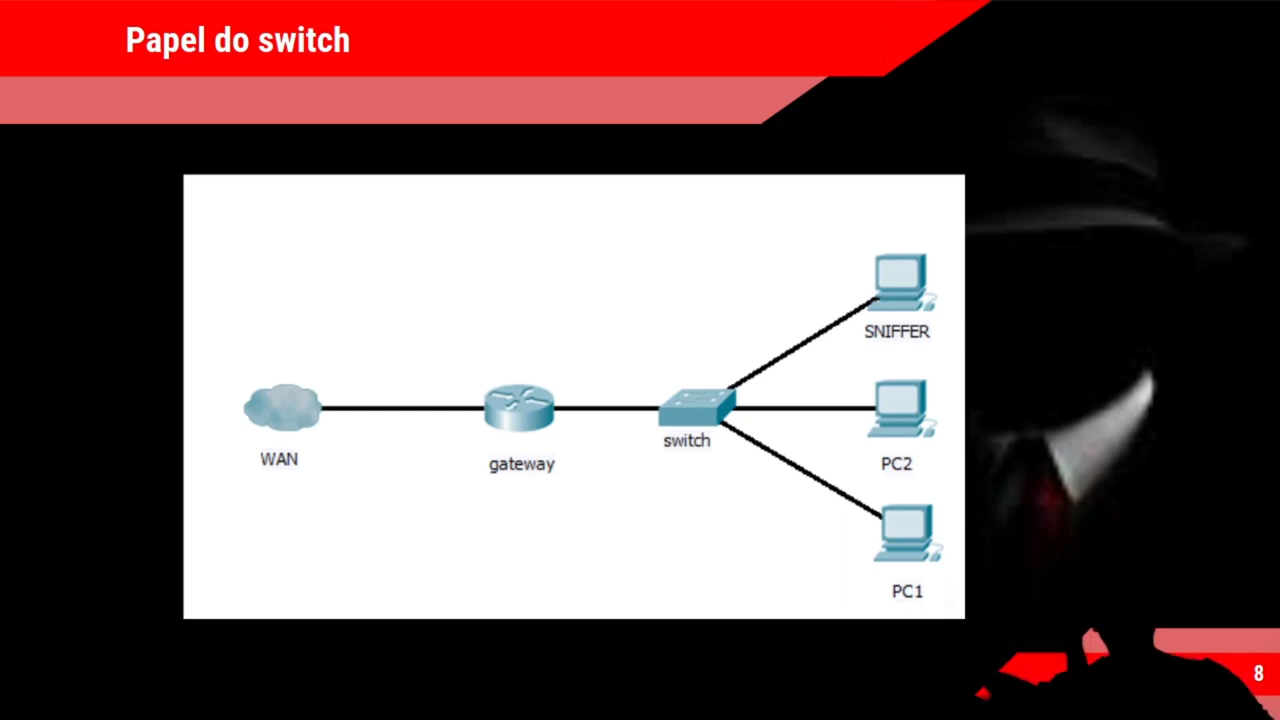 Papel do switch
SNIFFER
switch
WAN
gateway
PC2
PC1
8